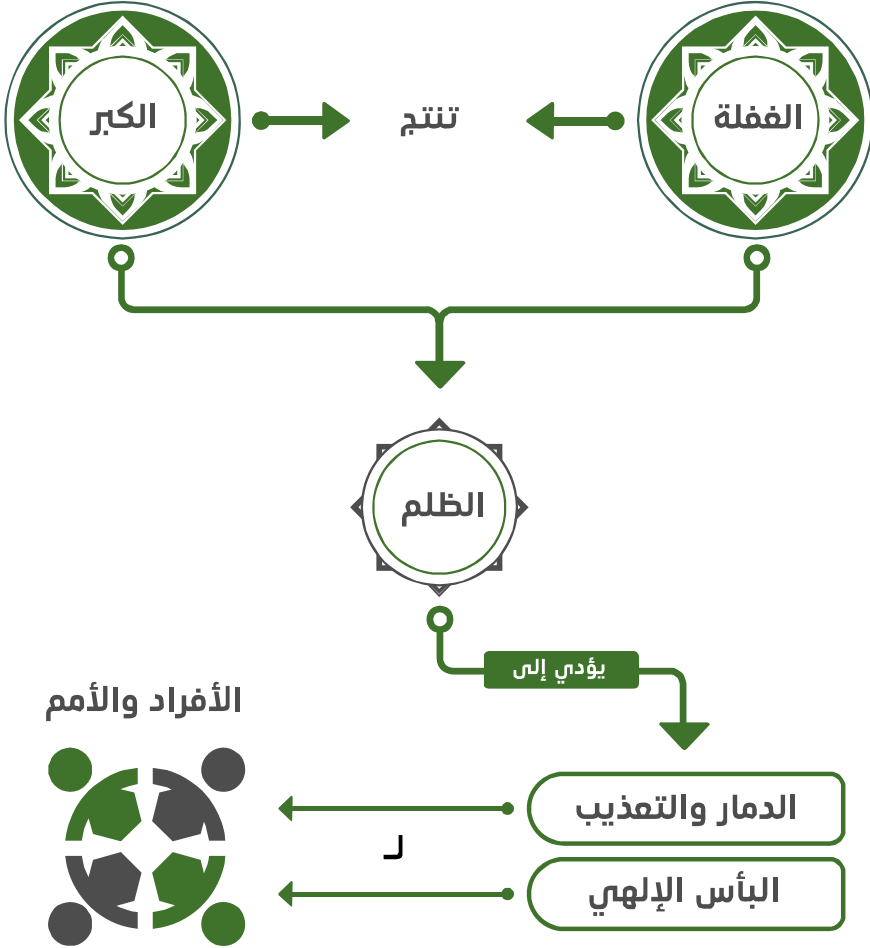 الغفلة
تنتج
الكبر
الظلم
يؤدي إلى
الأفراد والأمم
الدمار والتعذيب
لـ
البأس الإلهي